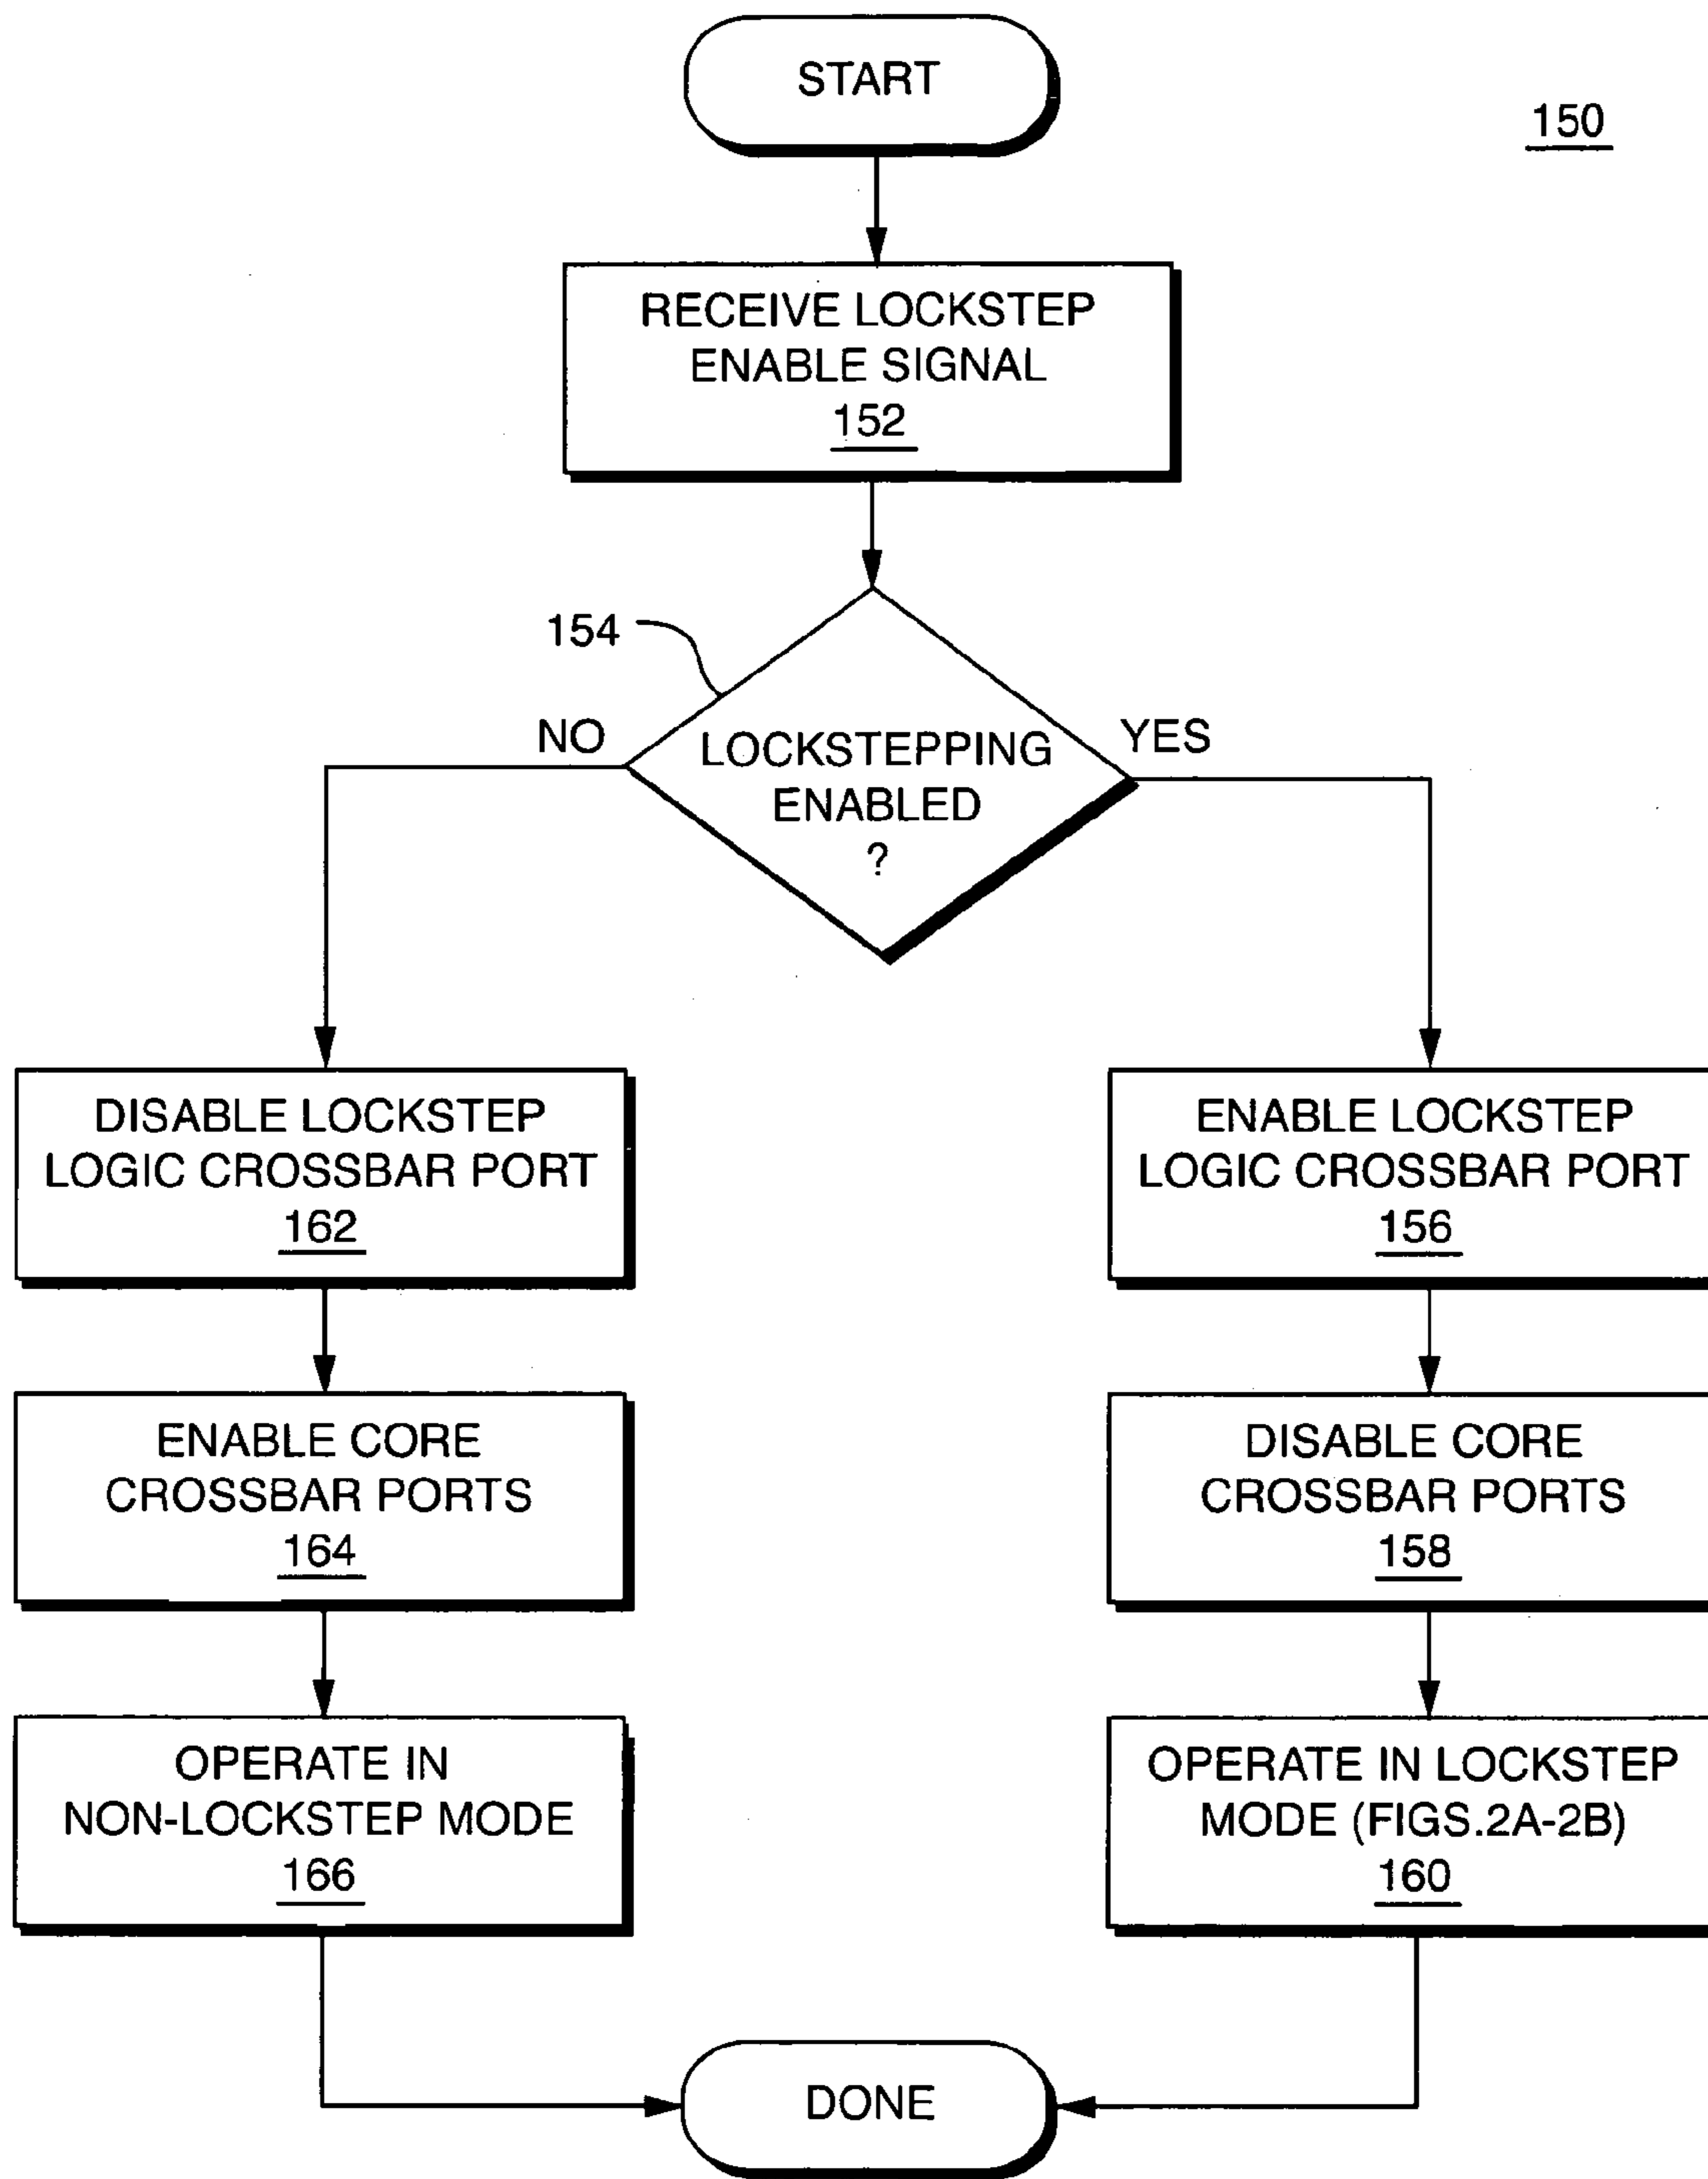 START
150
RECEIVE LOCKSTEP
ENABLE SIGNAL
152
154
NO
LOCKSTEPPING
ENABLED
?
YES
DISABLE LOCKSTEP
LOGIC CROSSBAR PORT
162
ENABLE LOCKSTEP
LOGIC CROSSBAR PORT
156
ENABLE CORE
CROSSBAR PORTS
164
DISABLE CORE
CROSSBAR PORTS
158
OPERATE IN
NON-LOCKSTEP MODE
166
OPERATE IN LOCKSTEP
MODE (FIGS.2A-2B)
160
DONE